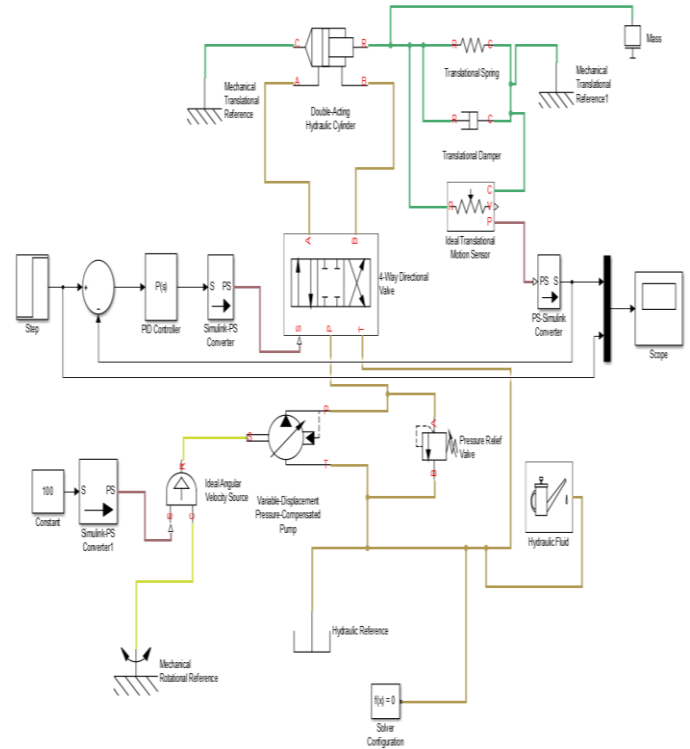 C
R
Mass
R
C
Translational Spring
Mechanical
Translational
Reference
A
B
Double-Acting
Hydraulic Cylinder
Mechanical
Translational
Reference1
R
C
Translational Damper
C
R
V
P
Ideal Translational
Motion Sensor
A
B
4-Way Directional
Valve
S
P
T
Step
+
-
P(s)
PID Controller
S PS
Simulink-PS
Converter
PS S
PS-Simulink
Converter
Scope
P
S
T
Variable-Displacement
Pressure-Compensated
Pump
A
B
Pressure Relief
Valve
100
Constant
S PS
Simulink-PS
Converter1
R
S
C
Ideal Angular
Velocity Source
Hydraulic Fluid
Hydraulic Reference
Mechanical
Rotational Reference
f(x) = 0
Solver
Configuration